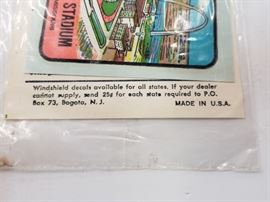 STADIUM
Windshield decals available for all states. If your dealer
cannot supply, send 25¢ for each state required to P.O.
Box 73, Bogota, N. J.
MADE IN U.S.A.